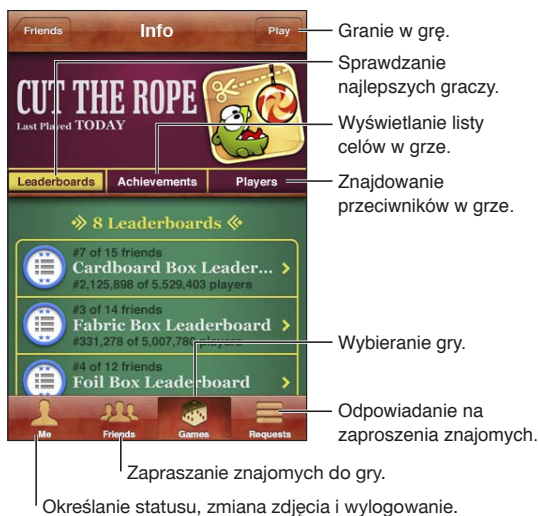 Friends
Info
Play
CUT THE ROPE
Last Played TODAY
Leaderboards
Achievements
Players
8 Leaderboards
#7 of 15 friends
Cardboard Box Leader...
#2,125,898 of 5,529,403 players
#3 of 14 friends
Fabric Box Leaderboard
#331,278 of 5,007,780 players
#4 of 12 friends
Foil Box Leaderboard
Me
Friends
Games
Requests
Granie w grę.
Sprawdzanie
najlepszych graczy.
Wyświetlanie listy
celów w grze.
Znajdowanie
przeciwników w grze.
Wybieranie gry.
Odpowiadanie na
zaproszenia znajomych.
Zapraszanie znajomych do gry.
Określanie statusu, zmiana zdjęcia i wylogowanie.